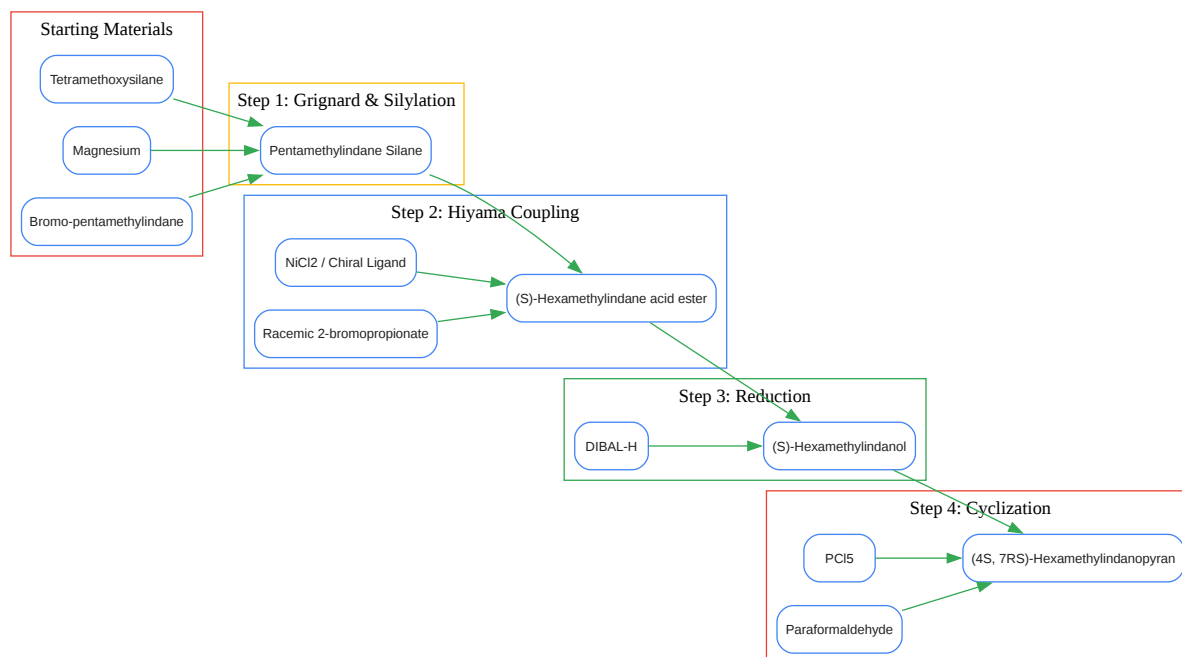 Starting Materials
Tetramethoxysilane
Magnesium
Bromo-pentamethylindane
Step 1: Grignard & Silylation
Pentamethylindane Silane
Step 2: Hiyama Coupling
NiCl2 / Chiral Ligand
Racemic 2-bromopropionate
(S)-Hexamethylindane acid ester
Step 3: Reduction
DIBAL-H
(S)-Hexamethylindanol
Step 4: Cyclization
PCl5
Paraformaldehyde
(4S, 7RS)-Hexamethylindanopyran